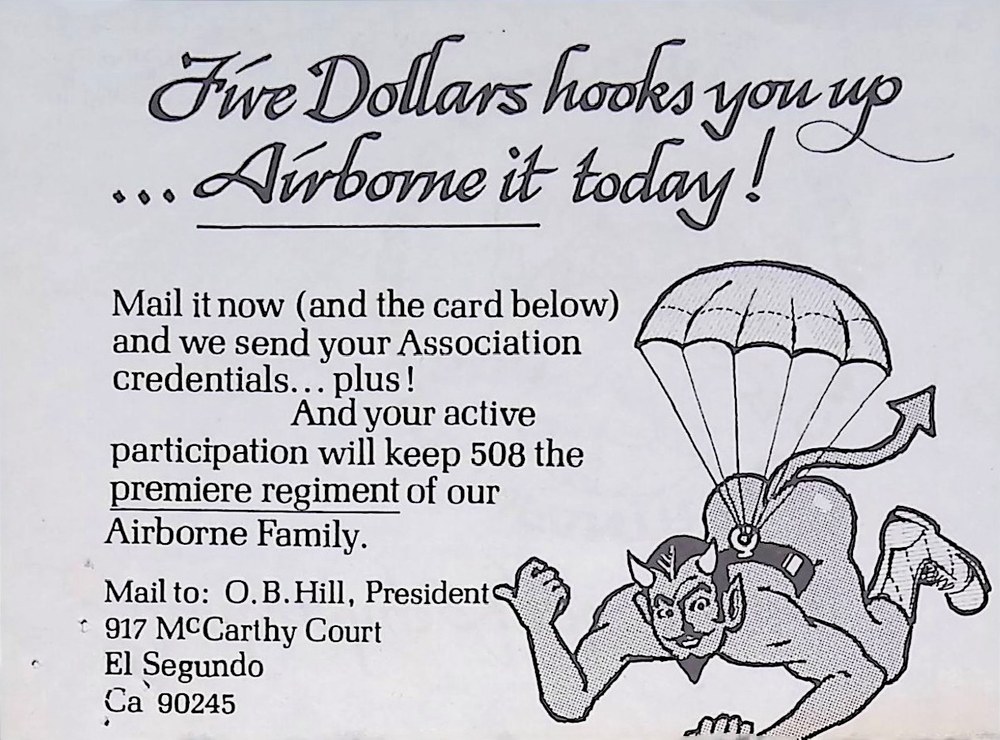 Five Dollars hooks you up
... Airborne it today!
Mail it now (and the card below)
and we send your Association
credentials... plus!
And your active
participation will keep 508 the
premiere regiment of our
Airborne Family.
Mail to: O.B. Hill, President
917 McCarthy Court
El Segundo
Ca 90245